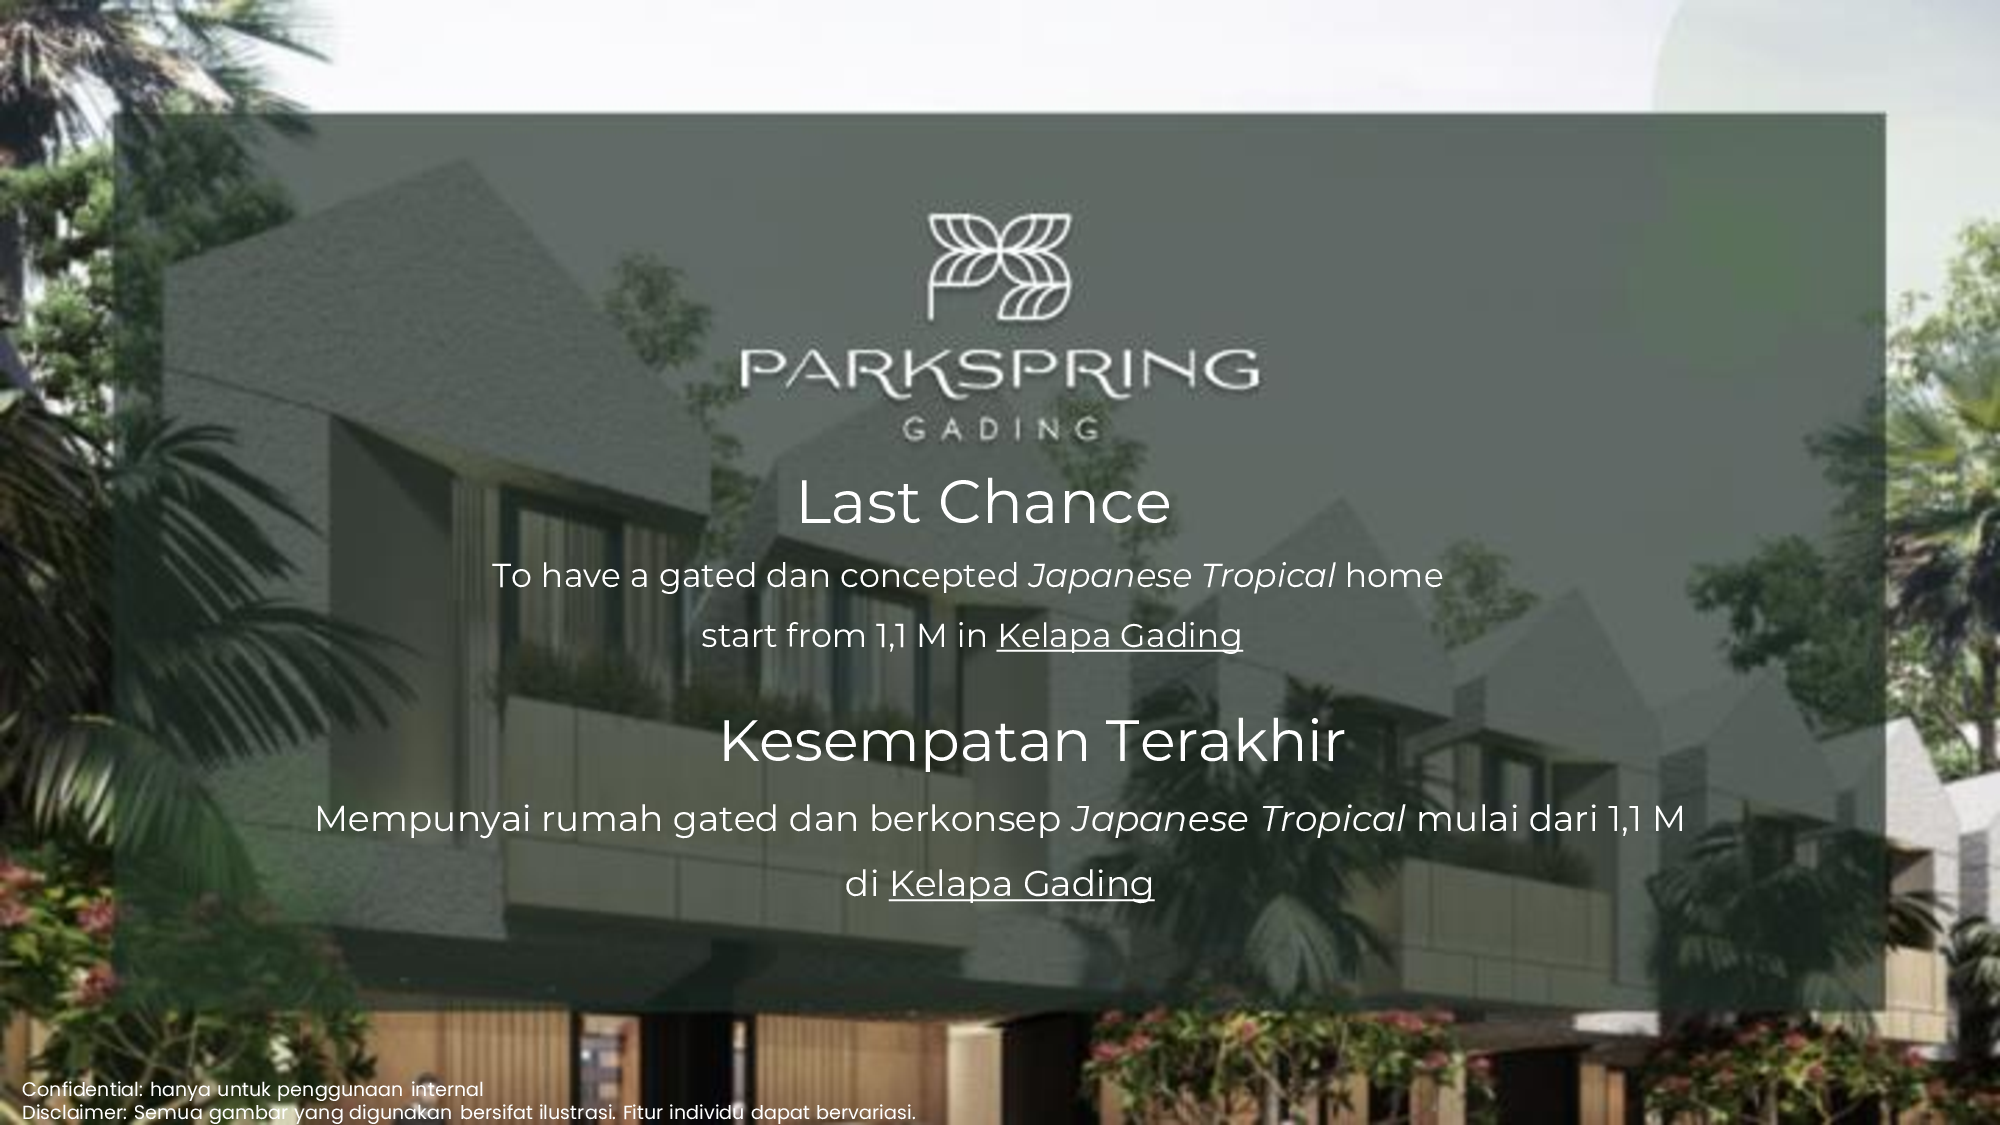 PARKSPRING
GADING
Last Chance
To have a gated dan concepted Japanese Tropical home
start from 1,1 M in Kelapa Gading
Kesempatan Terakhir
Mempunyai rumah gated dan berkonsep Japanese Tropical mulai dari 1,1 M
di Kelapa Gading
Confidential: hanya untuk penggunaan internal
Disclaimer: Semua gambar yang digunakan bersifat ilustrasi. Fitur individu dapat bervariasi.